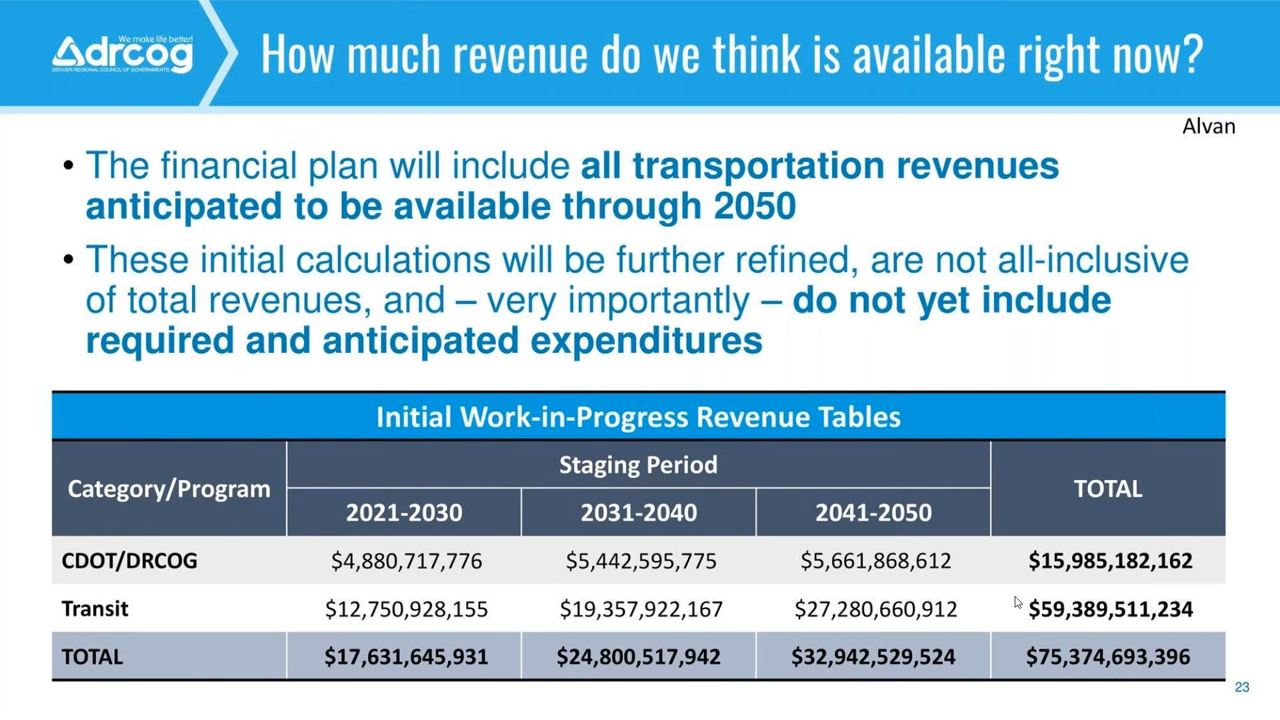 We make life better!
drcog
DENVER REGIONAL COUNCIL OF GOVERNMENTS
How much revenue do we think is available right now?
Alvan
• The financial plan will include all transportation revenues
anticipated to be available through 2050
• These initial calculations will be further refined, are not all-inclusive
of total revenues, and – very importantly – do not yet include
required and anticipated expenditures
Initial Work-in-Progress Revenue Tables
Category/Program Staging Period TOTAL
2021-2030 2031-2040 2041-2050
CDOT/DRCOG $4,880,717,776 $5,442,595,775 $5,661,868,612 $15,985,182,162
Transit $12,750,928,155 $19,357,922,167 $27,280,660,912 $59,389,511,234
TOTAL $17,631,645,931 $24,800,517,942 $32,942,529,524 $75,374,693,396
23